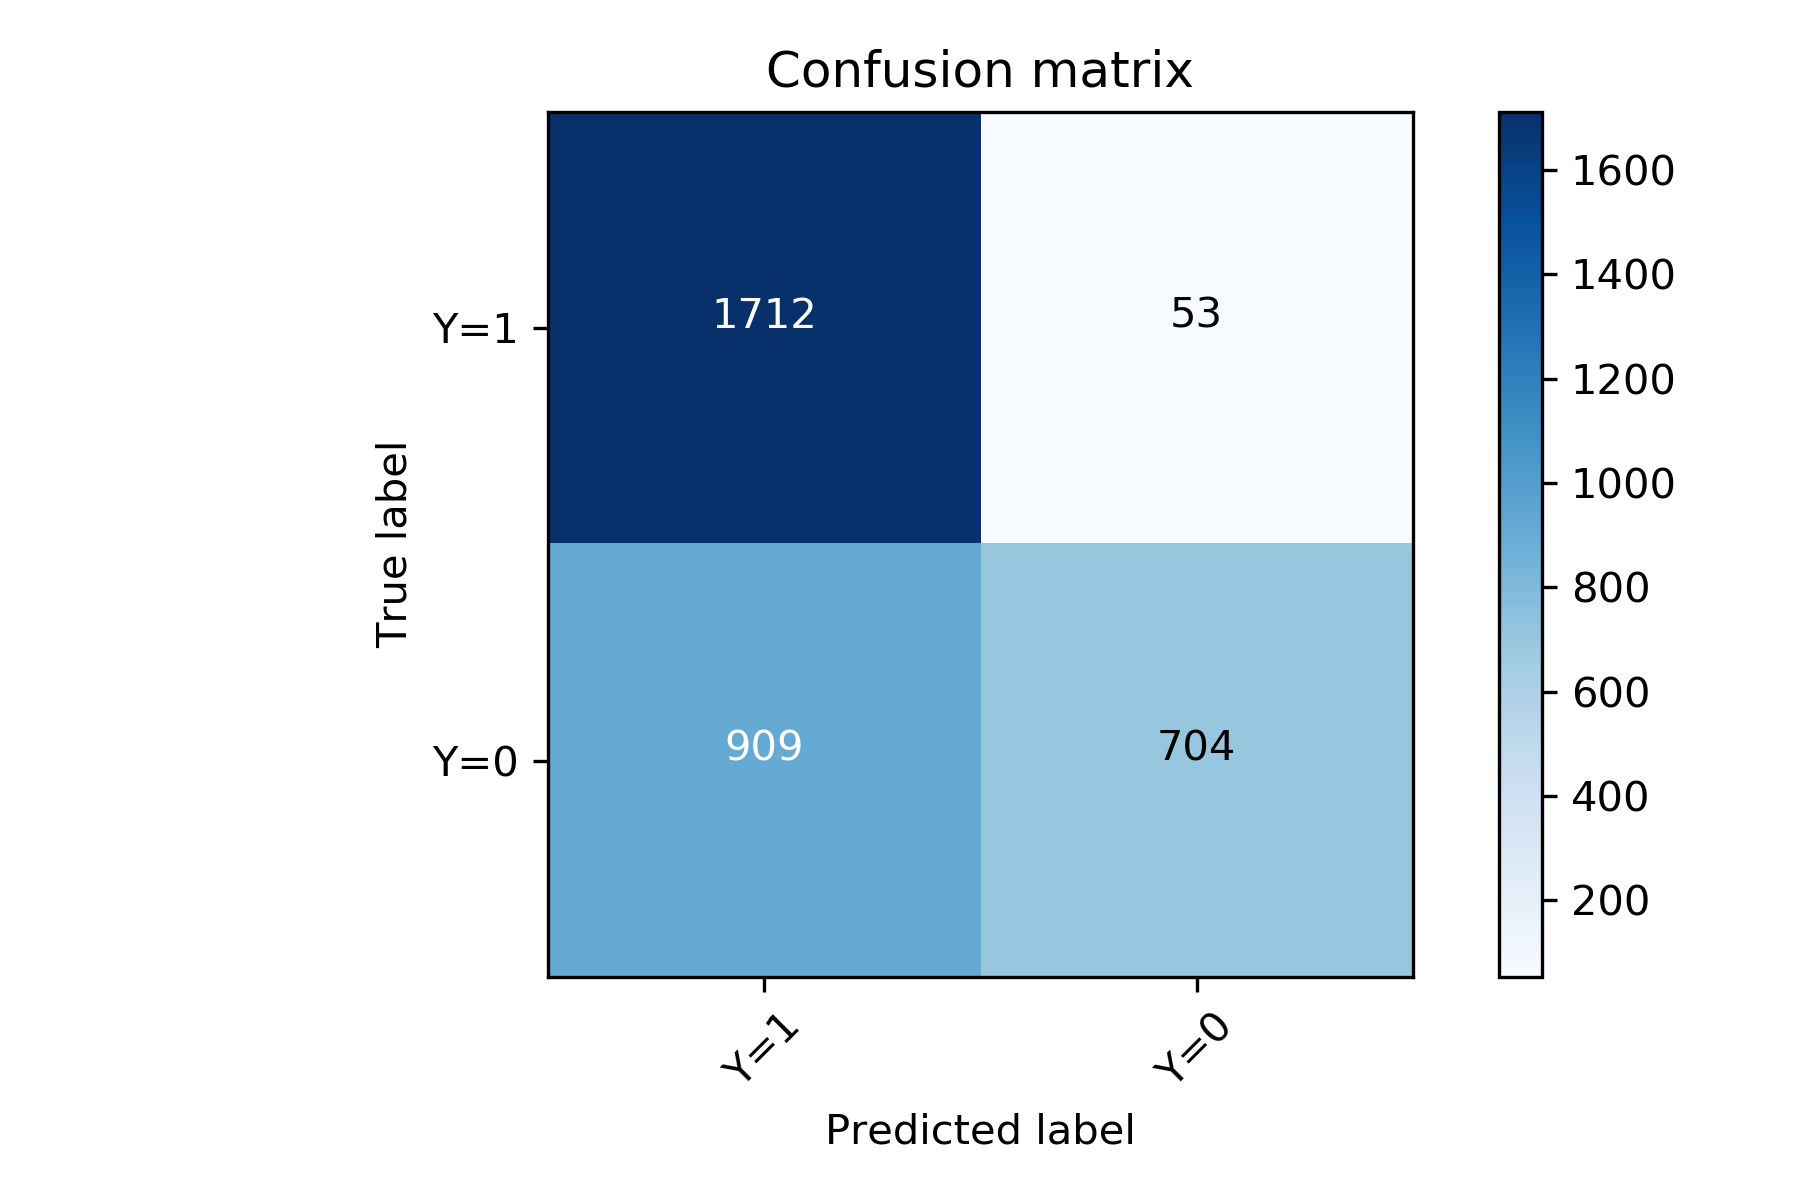 Confusion matrix
Y=1
Y=0
True label
1712
53
909
704
Y=1
Y=0
Predicted label
1600
1400
1200
1000
800
600
400
200